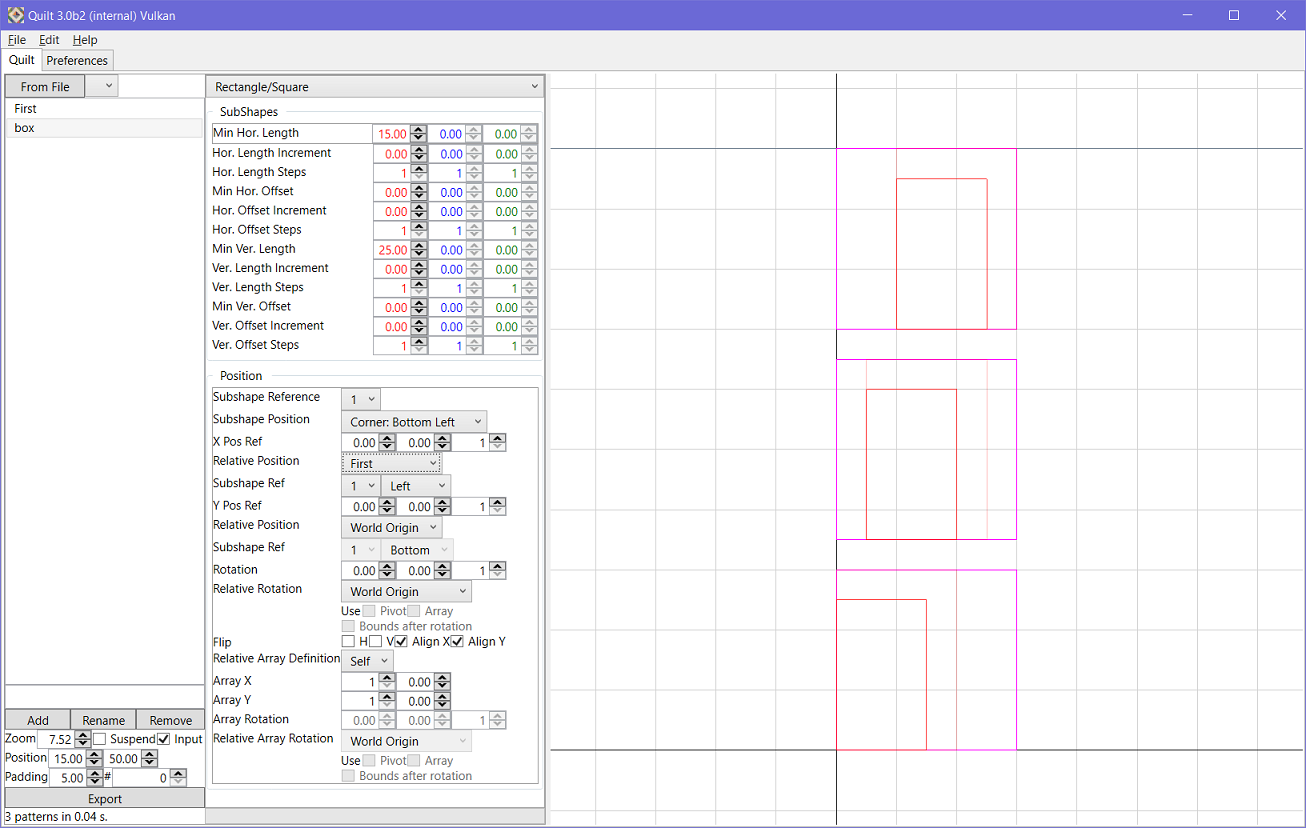 Quilt 3.0b2 (internal) Vulkan
File Edit Help
Quilt Preferences
From File
First
box
Rectangle/Square
SubShapes
Min Hor. Length 15.00 0.00 0.00
Hor. Length Increment 0.00 0.00 0.00
Hor. Length Steps 1 1 1
Min Hor. Offset 0.00 0.00 0.00
Hor. Offset Increment 0.00 0.00 0.00
Hor. Offset Steps 1 1 1
Min Ver. Length 25.00 0.00 0.00
Ver. Length Increment 0.00 0.00 0.00
Ver. Length Steps 1 1 1
Min Ver. Offset 0.00 0.00 0.00
Ver. Offset Increment 0.00 0.00 0.00
Ver. Offset Steps 1 1 1
Position
Subshape Reference 1
Subshape Position Corner: Bottom Left
X Pos Ref 0.00 0.00 1
Relative Position First
Subshape Ref 1 Left
Y Pos Ref 0.00 0.00 1
Relative Position World Origin
Subshape Ref 1 Bottom
Rotation 0.00 0.00 1
Relative Rotation World Origin
Use Pivot Array
Bounds after rotation
Flip H V Align X Align Y
Relative Array Definition Self
Array X 1 0.00
Array Y 1 0.00
Array Rotation 0.00 0.00 1
Relative Array Rotation World Origin
Use Pivot Array
Bounds after rotation
Add Rename Remove
Zoom 7.52 Suspend Input
Position 15.00 50.00
Padding 5.00 # 0
Export
3 patterns in 0.04 s.